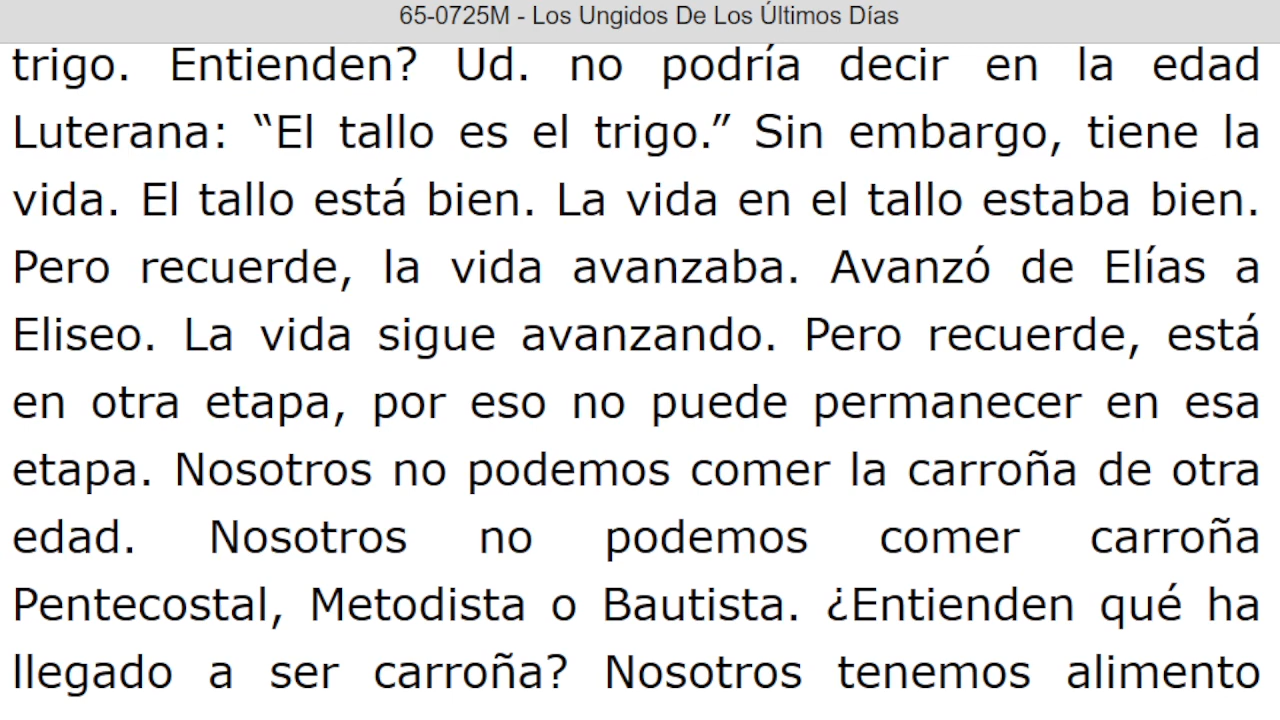 65-0725M - Los Ungidos De Los Últimos Días
trigo. Entienden? Ud. no podría decir en la edad
Luterana: “El tallo es el trigo.” Sin embargo, tiene la
vida. El tallo está bien. La vida en el tallo estaba bien.
Pero recuerde, la vida avanzaba. Avanzó de Elías a
Eliseo. La vida sigue avanzando. Pero recuerde, está
en otra etapa, por eso no puede permanecer en esa
etapa. Nosotros no podemos comer la carroña de otra
edad. Nosotros no podemos comer carroña
Pentecostal, Metodista o Bautista. ¿Entienden qué ha
llegado a ser carroña? Nosotros tenemos alimento